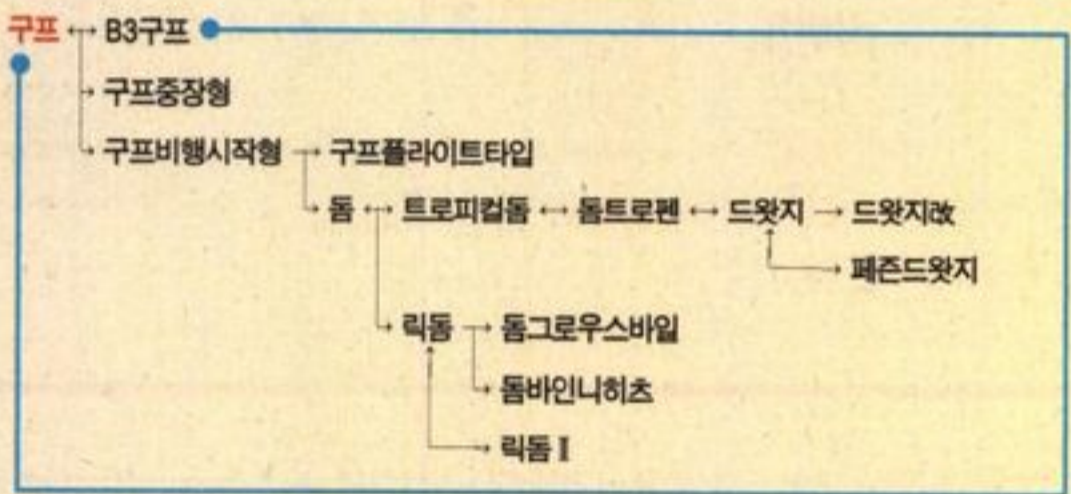 구프 ↔ B3구프
구프중장형
구프비행시작형 → 구프플라이트타입
돔 ↔ 트로피컬돔 ↔ 돔트로펜 ↔ 드왓지 → 드왓지改
페즌드왓지
릭돔 → 돔그로우스바일
돔바인니히츠
릭돔Ⅱ